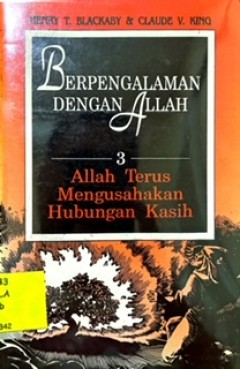 HENRY T. BLACKABY & CLAUDE V. KING
BERPENGALAMAN
DENGAN ALLAH
3
Allah Terus
Mengusahakan
Hubungan Kasih